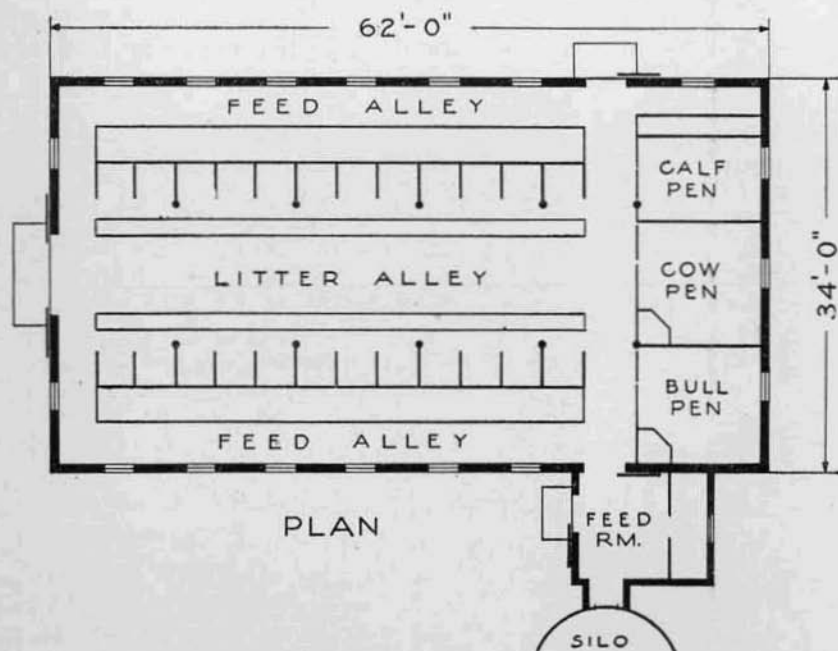 62'-0"
FEED ALLEY
CALF
PEN
LITTER ALLEY
COW
PEN
34'-0"
BULL
PEN
FEED ALLEY
PLAN
FEED
RM.
SILO